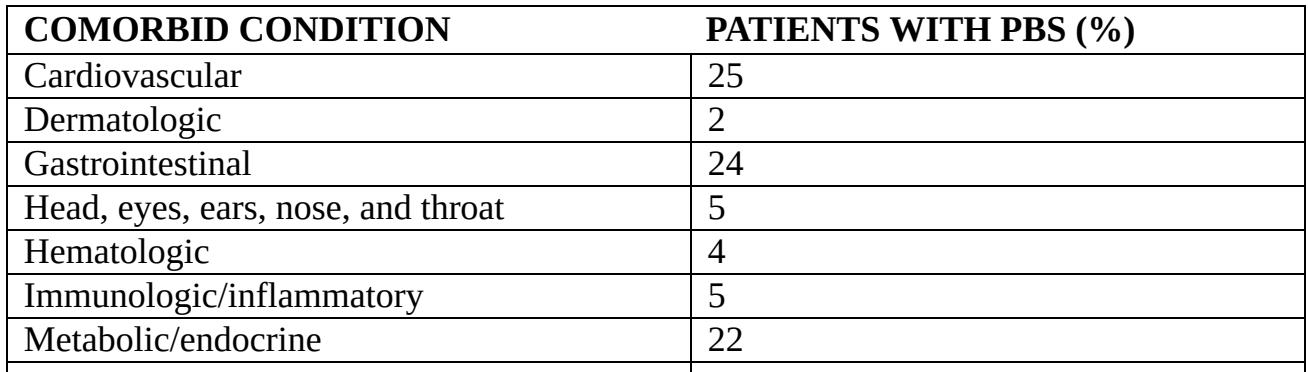 COMORBID CONDITION PATIENTS WITH PBS (%)
Cardiovascular 25
Dermatologic 2
Gastrointestinal 24
Head, eyes, ears, nose, and throat 5
Hematologic 4
Immunologic/inflammatory 5
Metabolic/endocrine 22